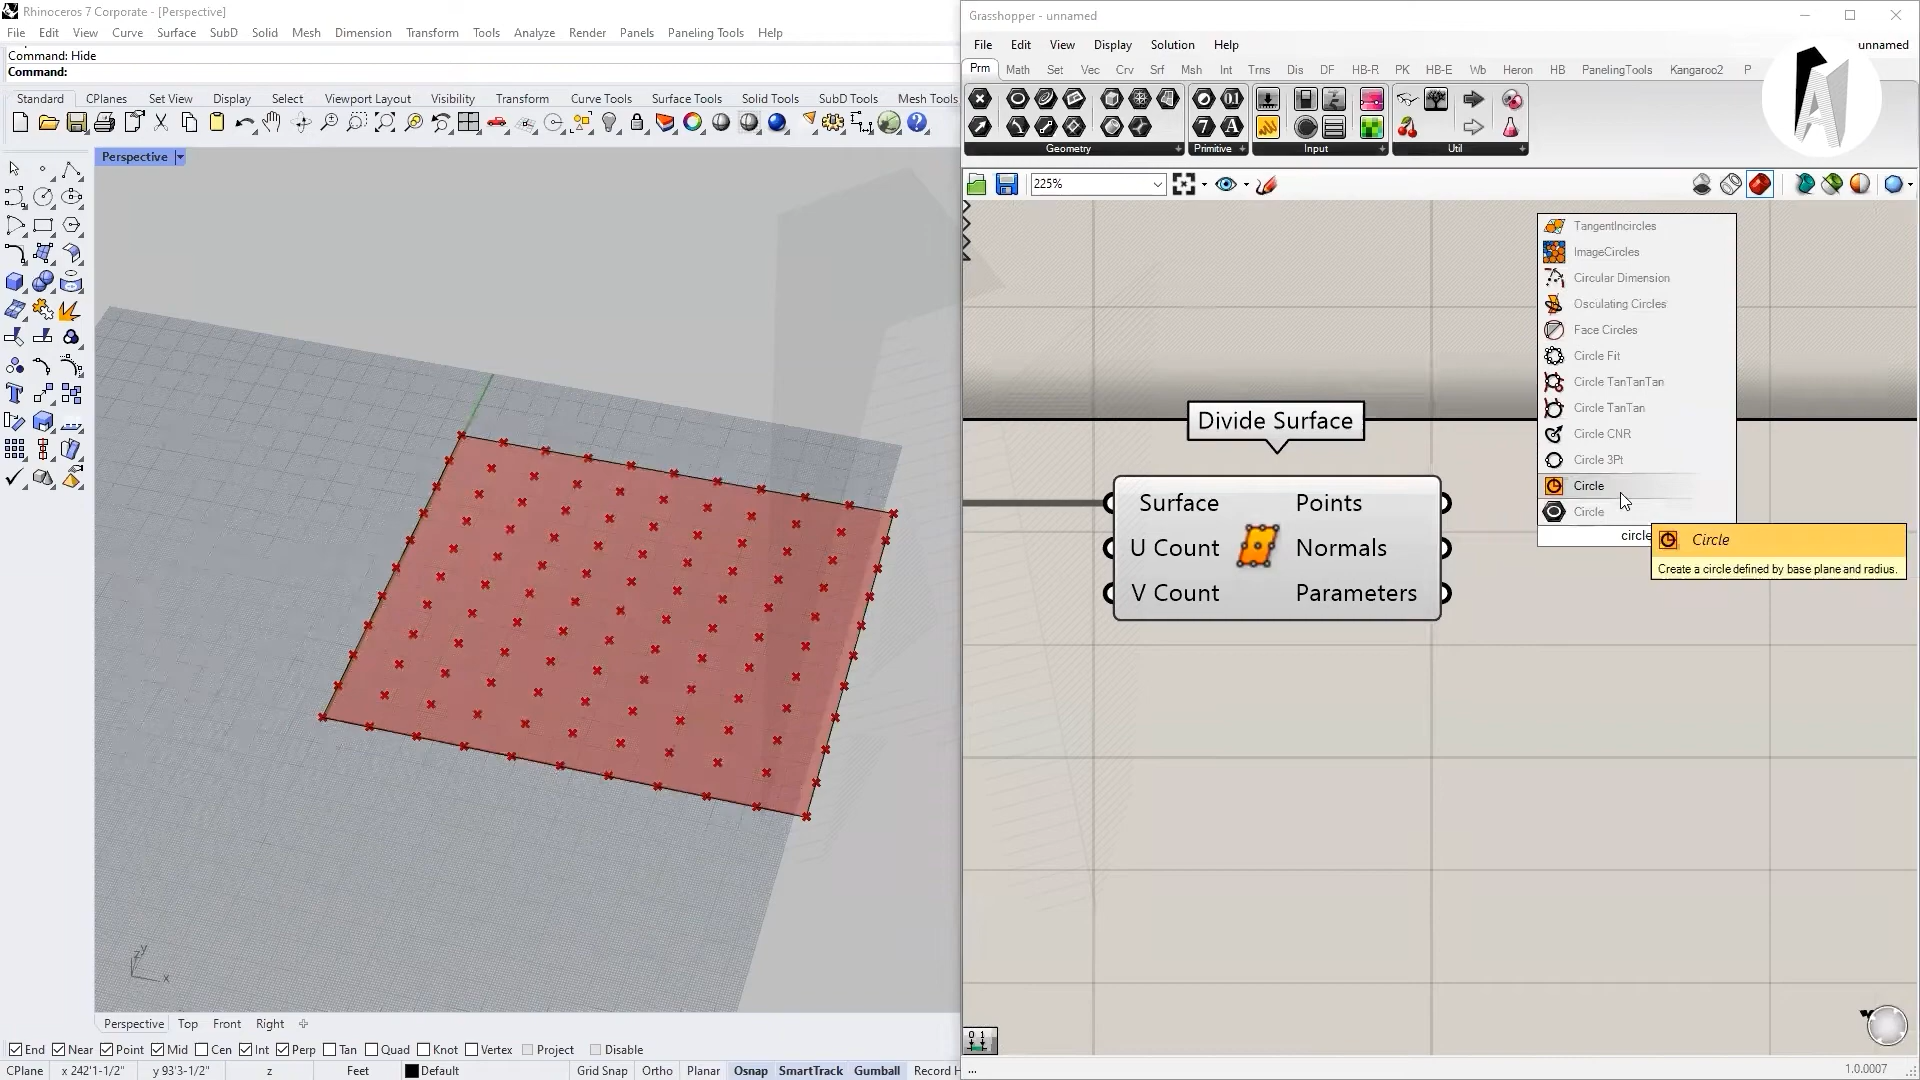 Rhinoceros 7 Corporate - [Perspective]
File Edit View Curve Surface SubD Solid Mesh Dimension Transform Tools Analyze Render Panels Paneling Tools Help
Command: Hide
Command:
Standard CPlanes Set View Display Select Viewport Layout Visibility Transform Curve Tools Surface Tools Solid Tools SubD Tools Mesh Tools
Perspective
y
z
x
Perspective Top Front Right
End Near Point Mid Cen Int Perp Tan Quad Knot Vertex Project Disable
CPlane x 242'1-1/2" y 93'3-1/2" z Feet Default Grid Snap Ortho Planar Osnap SmartTrack Gumball Record H
Grasshopper - unnamed
File Edit View Display Solution Help unnamed
Prm Math Set Vec Crv Srf Msh Int Trns Dis DF HB-R PK HB-E Wb Heron HB PanelingTools Kangaroo2 P
Geometry Primitive Input Util
225%
TangentIncircles
ImageCircles
Circular Dimension
Osculating Circles
Face Circles
Circle Fit
Circle TanTanTan
Circle TanTan
Circle CNR
Circle 3Pt
Circle
Circle
circle
Circle
Create a circle defined by base plane and radius.
Divide Surface
Surface Points
U Count Normals
V Count Parameters
... 1.0.0007